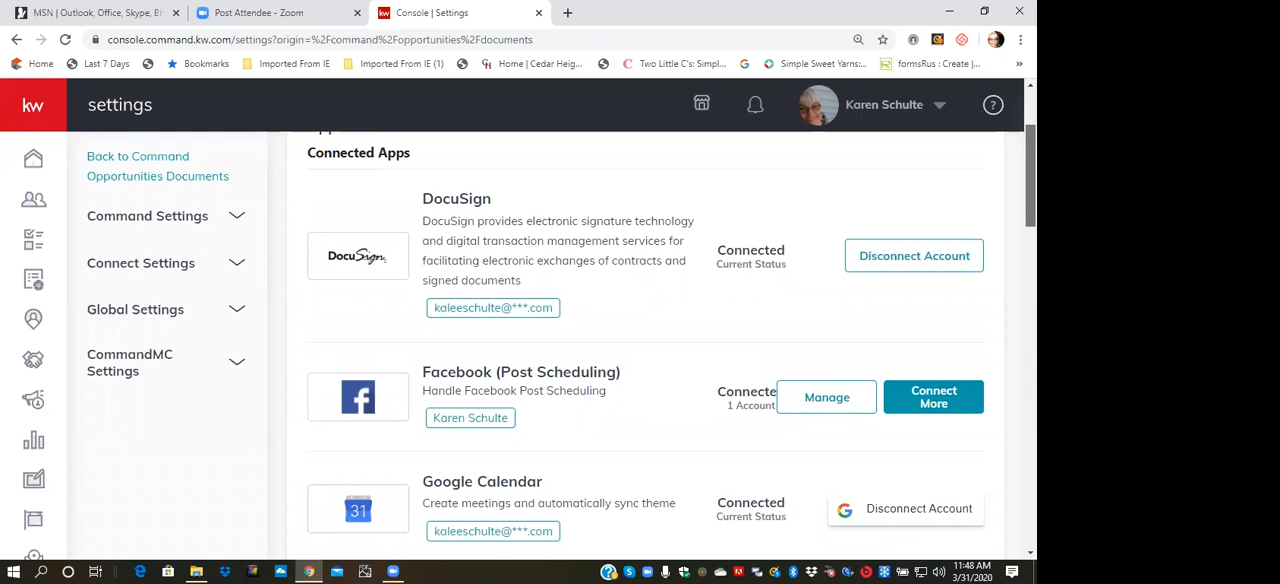 MSN | Outlook, Office, Skype, Bi
Post Attendee - Zoom
Console | Settings
console.command.kw.com/settings?origin=%2Fcommand%2Fopportunities%2Fdocuments
Home
Last 7 Days
Bookmarks
Imported From IE
Imported From IE (1)
Home | Cedar Heig...
Two Little C's: Simpl...
Simple Sweet Yarns:...
formsRus : Create |...
»
kw
settings
Karen Schulte
?
Back to Command
Opportunities Documents
Command Settings
Connect Settings
Global Settings
CommandMC
Settings
Connected Apps
DocuSign
DocuSign provides electronic signature technology
and digital transaction management services for
facilitating electronic exchanges of contracts and
signed documents
kaleeschulte@***.com
DocuSign
Connected
Current Status
Disconnect Account
Facebook (Post Scheduling)
Handle Facebook Post Scheduling
Karen Schulte
Connecte
1 Account
Manage
Connect
More
Google Calendar
Create meetings and automatically sync theme
kaleeschulte@***.com
31
Connected
Current Status
Disconnect Account
11:48 AM
3/31/2020